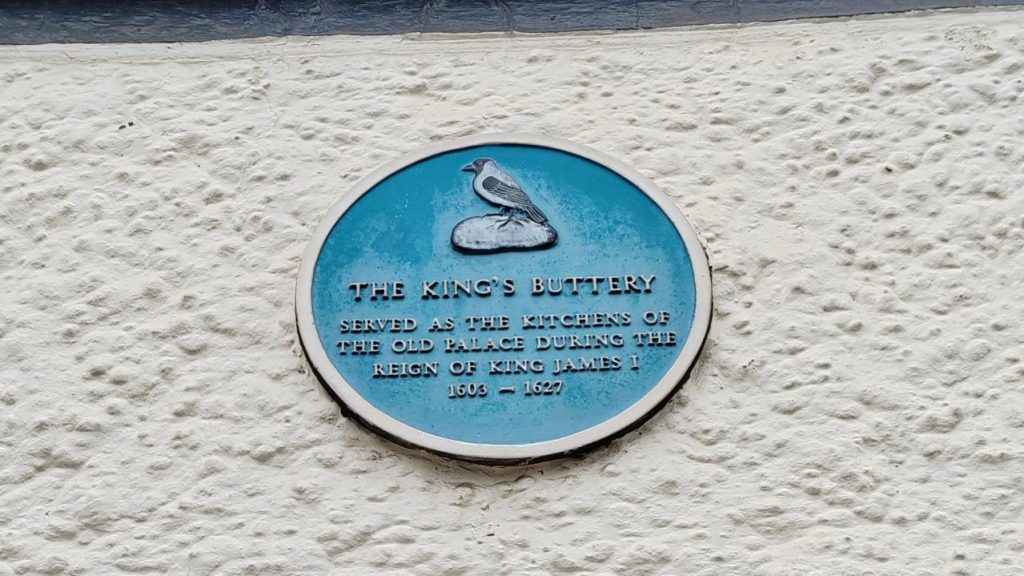 THE KING'S BUTTERY
SERVED AS THE KITCHENS OF
THE OLD PALACE DURING THE
REIGN OF KING JAMES I
1603 — 1627